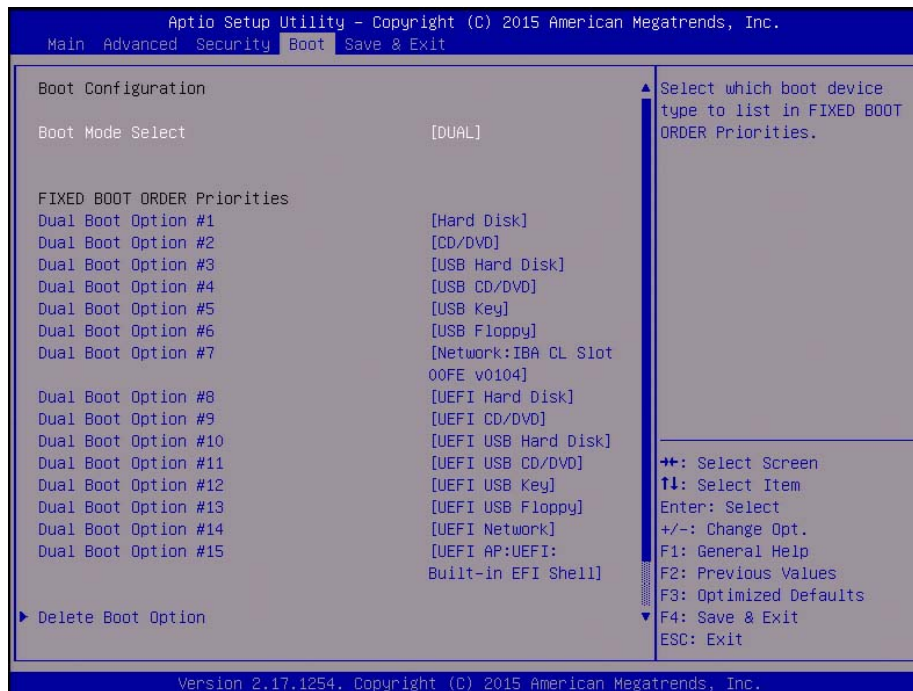 Aptio Setup Utility – Copyright (C) 2015 American Megatrends, Inc.
Main Advanced Security Boot Save & Exit
Boot Configuration
Boot Mode Select [DUAL]
FIXED BOOT ORDER Priorities
Dual Boot Option #1 [Hard Disk]
Dual Boot Option #2 [CD/DVD]
Dual Boot Option #3 [USB Hard Disk]
Dual Boot Option #4 [USB CD/DVD]
Dual Boot Option #5 [USB Key]
Dual Boot Option #6 [USB Floppy]
Dual Boot Option #7 [Network:IBA CL Slot
00FE v0104]
Dual Boot Option #8 [UEFI Hard Disk]
Dual Boot Option #9 [UEFI CD/DVD]
Dual Boot Option #10 [UEFI USB Hard Disk]
Dual Boot Option #11 [UEFI USB CD/DVD]
Dual Boot Option #12 [UEFI USB Key]
Dual Boot Option #13 [UEFI USB Floppy]
Dual Boot Option #14 [UEFI Network]
Dual Boot Option #15 [UEFI AP:UEFI:
Built-in EFI Shell]
Delete Boot Option
Select which boot device
type to list in FIXED BOOT
ORDER Priorities.
→←: Select Screen
↑↓: Select Item
Enter: Select
+/-: Change Opt.
F1: General Help
F2: Previous Values
F3: Optimized Defaults
F4: Save & Exit
ESC: Exit
Version 2.17.1254. Copyright (C) 2015 American Megatrends, Inc.